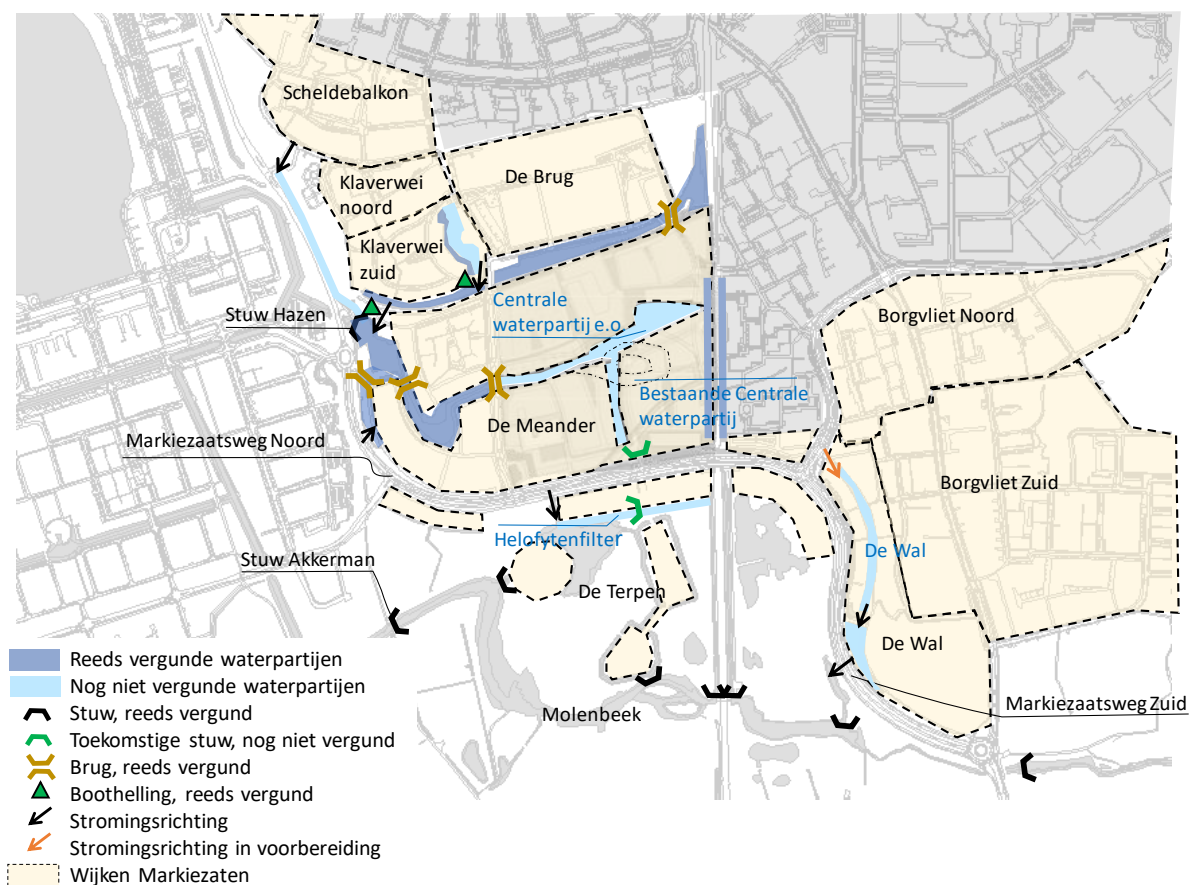 Scheldebalkon
De Brug
Klaverwei
noord
Klaverwei
zuid
Centrale
waterpartij e.o.
Stuw Hazen
Borgvliet Noord
Bestaande Centrale
waterpartij
De Meander
Markiezaatsweg Noord
Borgvliet Zuid
Helofytenfilter
De Wal
Stuw Akkerman
De Terpen
De Wal
Markiezaatsweg Zuid
Molenbeek
Reeds vergunde waterpartijen
Nog niet vergunde waterpartijen
Stuw, reeds vergund
Toekomstige stuw, nog niet vergund
Brug, reeds vergund
Boothelling, reeds vergund
Stromingsrichting
Stromingsrichting in voorbereiding
Wijken Markiezaten